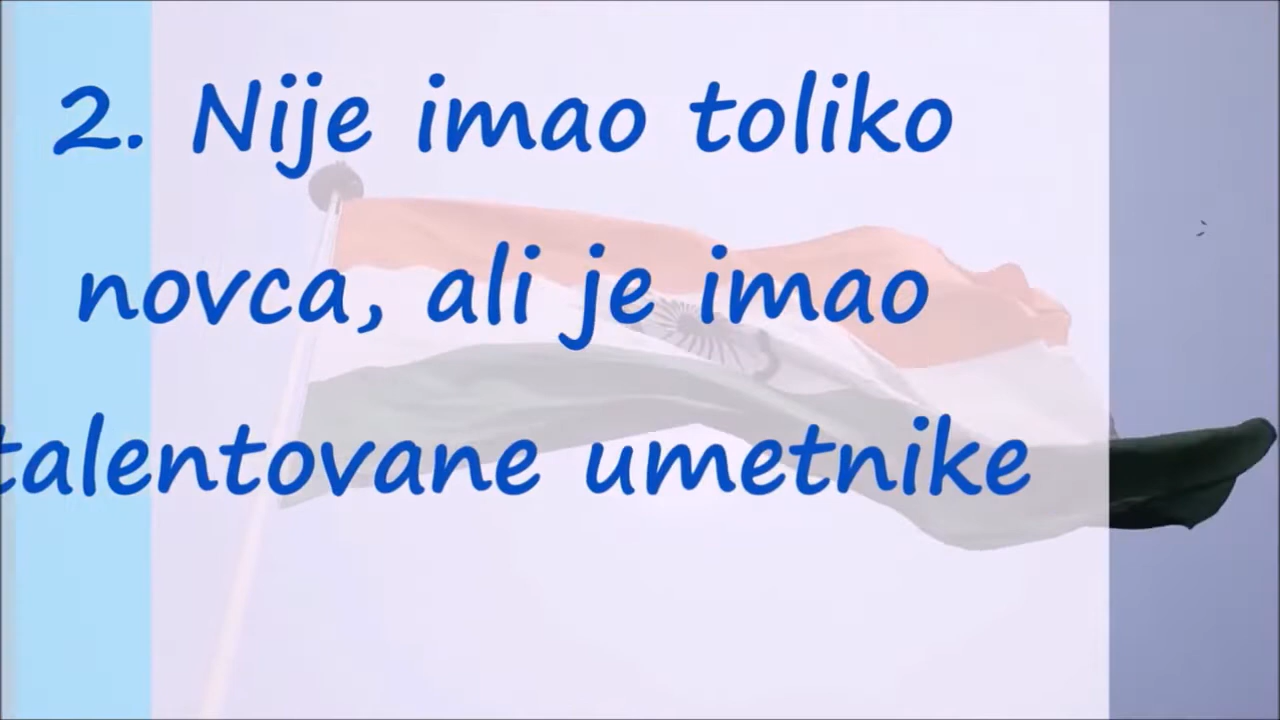 2. Nije imao toliko
novca, ali je imao
talentovane umetnike